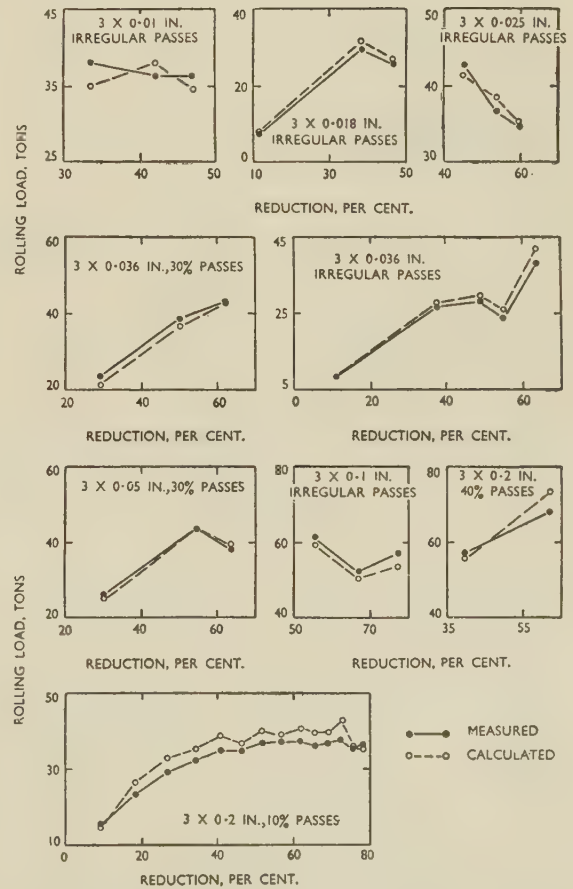 3 X 0·01 IN.
IRREGULAR PASSES
45
35
25
30
40
50
3 X 0·018 IN.
IRREGULAR PASSES
40
20
0
10
30
50
3 X 0·025 IN.
IRREGULAR PASSES
50
40
30
40
60
REDUCTION, PER CENT.
ROLLING LOAD, TONS
3 X 0·036 IN., 30% PASSES
60
40
20
20
40
60
REDUCTION, PER CENT.
3 X 0·036 IN.
IRREGULAR PASSES
45
25
5
0
20
40
60
REDUCTION, PER CENT.
3 X 0·05 IN., 30% PASSES
80
60
40
20
20
40
60
REDUCTION, PER CENT.
3 X 0·1 IN.
IRREGULAR PASSES
80
60
40
50
70
3 X 0·2 IN.
40% PASSES
80
60
40
35
55
REDUCTION, PER CENT.
ROLLING LOAD, TONS
3 X 0·2 IN., 10% PASSES
50
30
10
0
20
40
60
80
REDUCTION, PER CENT.
MEASURED
CALCULATED